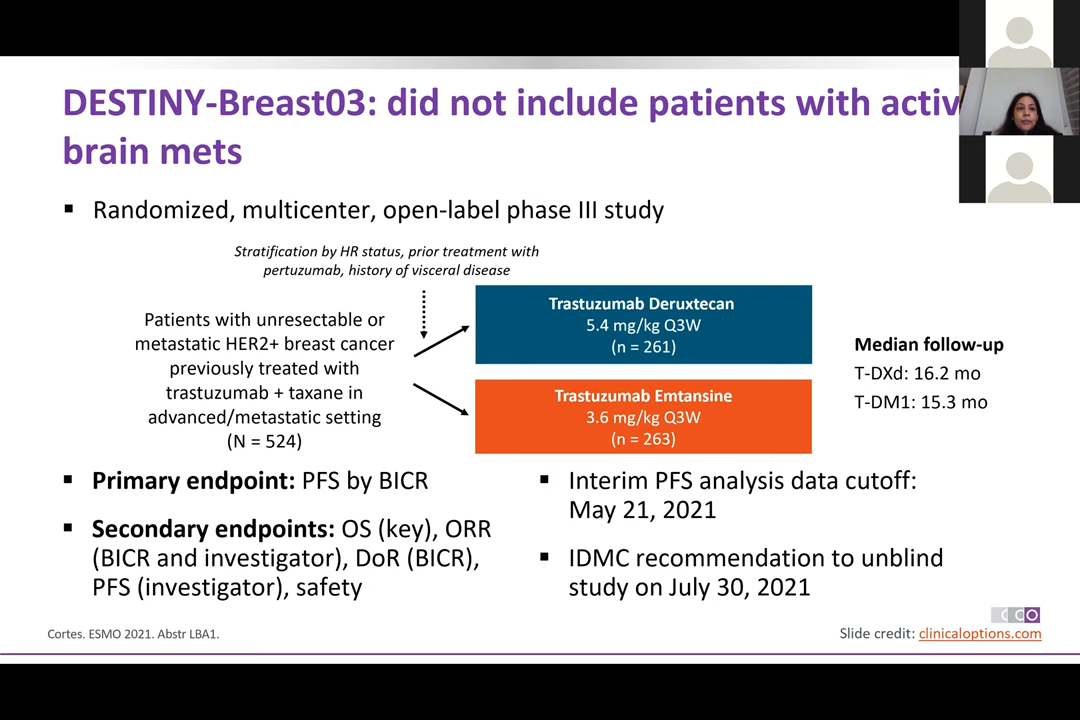 DESTINY-Breast03: did not include patients with activ
brain mets
▪ Randomized, multicenter, open-label phase III study
Stratification by HR status, prior treatment with
pertuzumab, history of visceral disease
Patients with unresectable or
metastatic HER2+ breast cancer
previously treated with
trastuzumab + taxane in
advanced/metastatic setting
(N = 524)
Trastuzumab Deruxtecan
5.4 mg/kg Q3W
(n = 261)
Trastuzumab Emtansine
3.6 mg/kg Q3W
(n = 263)
Median follow-up
T-DXd: 16.2 mo
T-DM1: 15.3 mo
▪ Primary endpoint: PFS by BICR
▪ Secondary endpoints: OS (key), ORR
(BICR and investigator), DoR (BICR),
PFS (investigator), safety
▪ Interim PFS analysis data cutoff:
May 21, 2021
▪ IDMC recommendation to unblind
study on July 30, 2021
Cortes. ESMO 2021. Abstr LBA1.
CCO
Slide credit: clinicaloptions.com